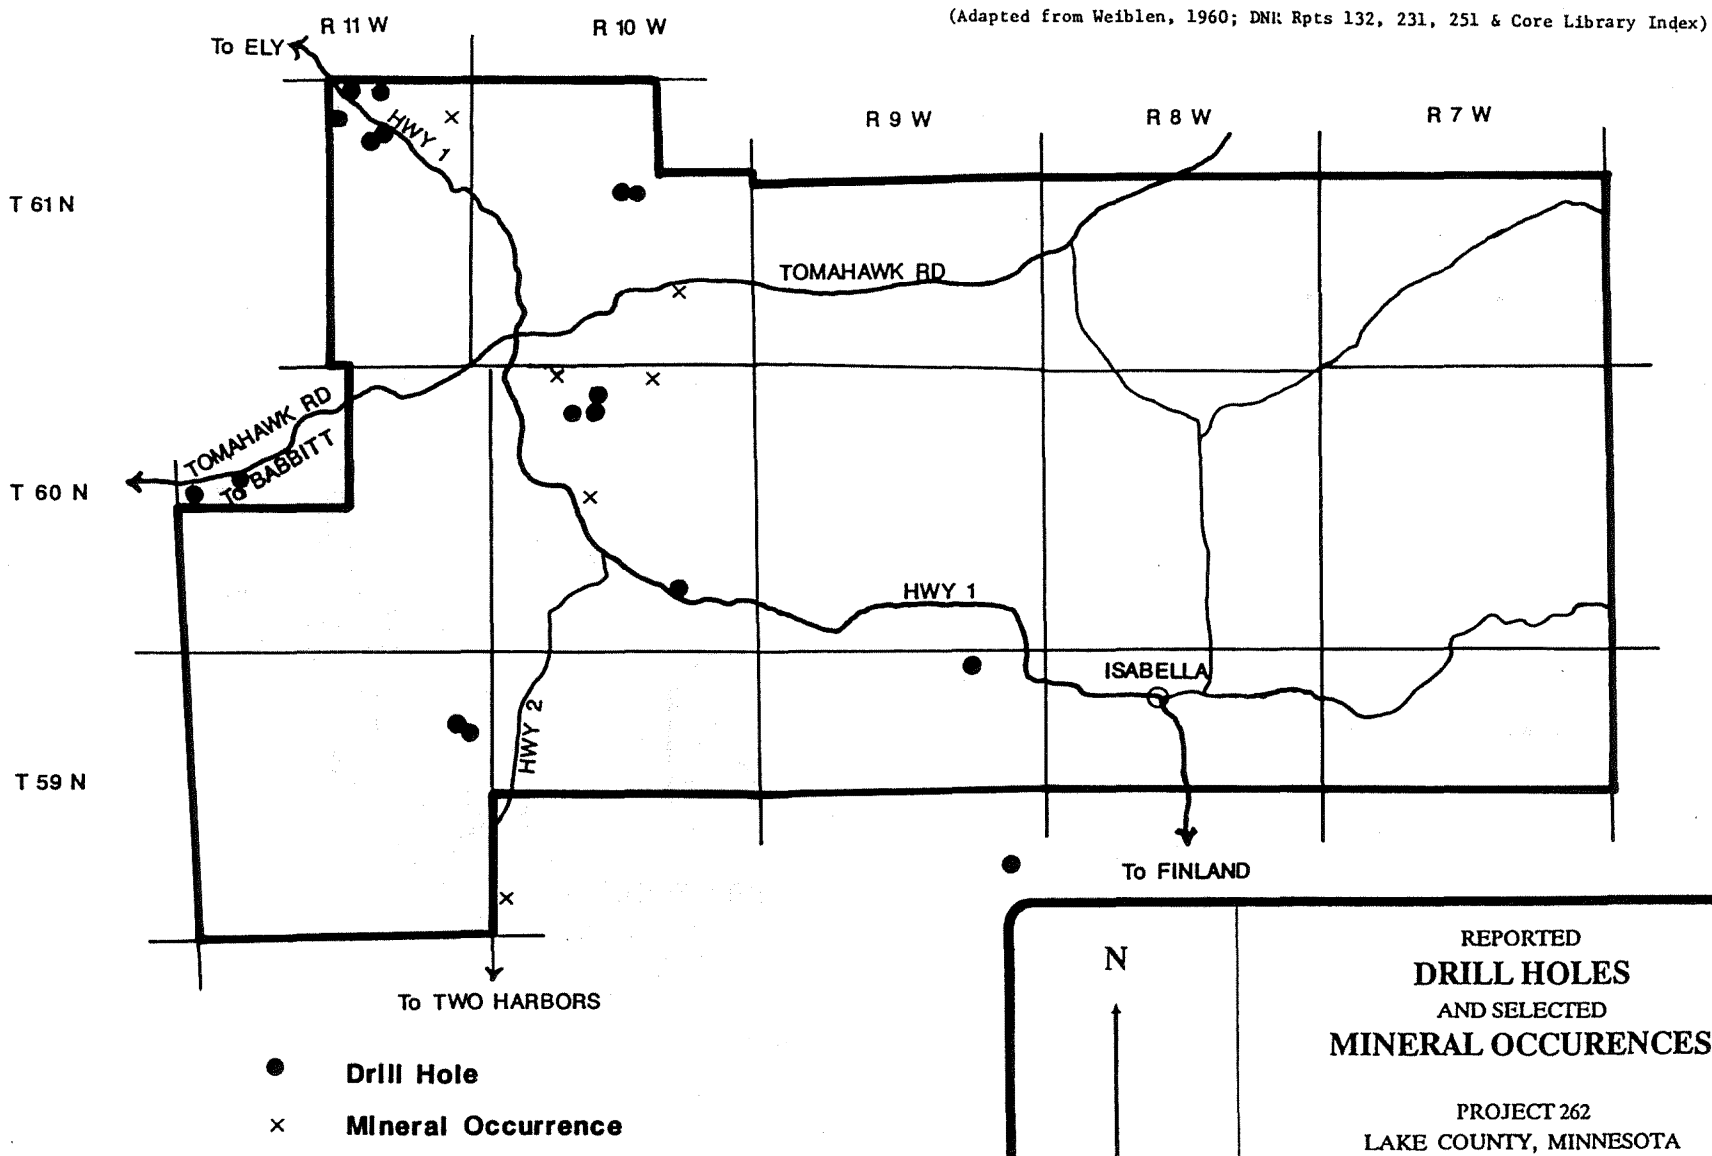 (Adapted from Weiblen, 1960; DNR Rpts 132, 231, 251 & Core Library Index)
R 11 W
R 10 W
To ELY
HWY 1
R 9 W
R 8 W
R 7 W
T 61 N
TOMAHAWK RD
TOMAHAWK RD
To BABBITT
T 60 N
HWY 1
ISABELLA
HWY 2
T 59 N
To FINLAND
To TWO HARBORS
Drill Hole
× Mineral Occurrence
N
REPORTED
DRILL HOLES
AND SELECTED
MINERAL OCCURENCES
PROJECT 262
LAKE COUNTY, MINNESOTA